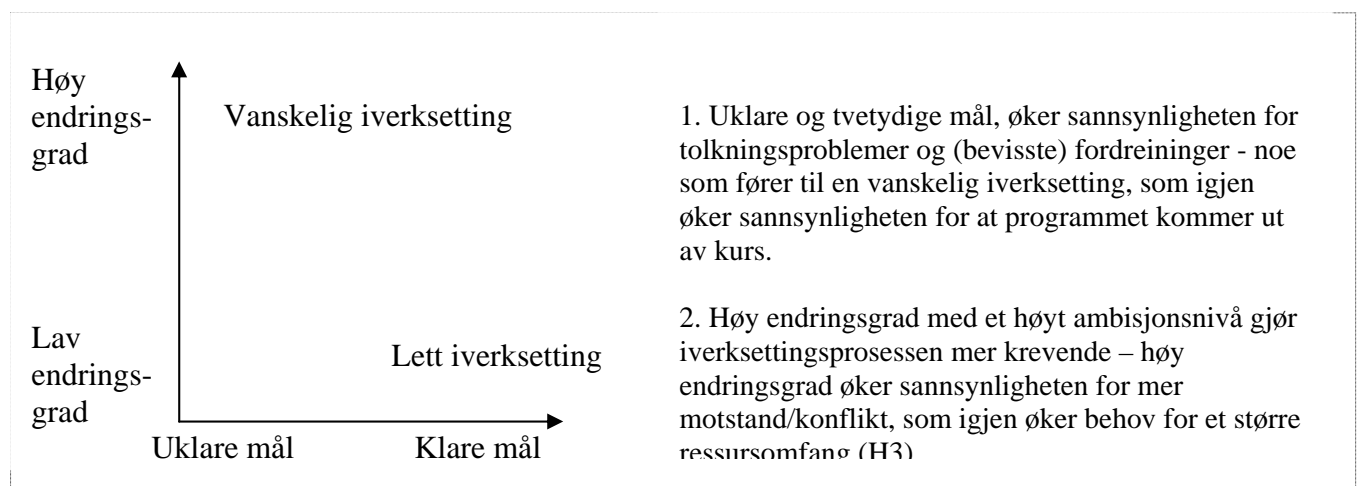 Høy
endrings-
grad
Vanskelig iverksetting
Lav
endrings-
grad
Lett iverksetting
Uklare mål
Klare mål
1. Uklare og tvetydige mål, øker sannsynligheten for
tolkningsproblemer og (bevisste) fordreininger - noe
som fører til en vanskelig iverksetting, som igjen
øker sannsynligheten for at programmet kommer ut
av kurs.
2. Høy endringsgrad med et høyt ambisjonsnivå gjør
iverksettingsprosessen mer krevende – høy
endringsgrad øker sannsynligheten for mer
motstand/konflikt, som igjen øker behov for et større
ressursomfang (H3)